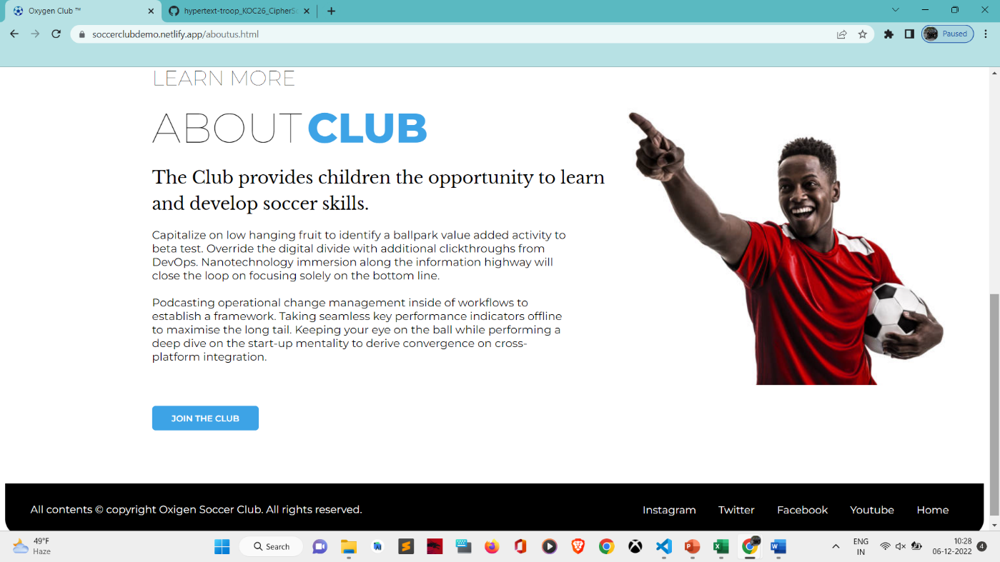 Oxygen Club ™
hypertext-troop_KOC26_CipherSc
soccerclubdemo.netlify.app/aboutus.html
Paused
LEARN MORE
ABOUT CLUB
The Club provides children the opportunity to learn
and develop soccer skills.
Capitalize on low hanging fruit to identify a ballpark value added activity to
beta test. Override the digital divide with additional clickthroughs from
DevOps. Nanotechnology immersion along the information highway will
close the loop on focusing solely on the bottom line.
Podcasting operational change management inside of workflows to
establish a framework. Taking seamless key performance indicators offline
to maximise the long tail. Keeping your eye on the ball while performing a
deep dive on the start-up mentality to derive convergence on cross-
platform integration.
JOIN THE CLUB
All contents © copyright Oxigen Soccer Club. All rights reserved.
Instagram Twitter Facebook Youtube Home
49°F
Haze
Search
ENG
IN
10:28
06-12-2022
4